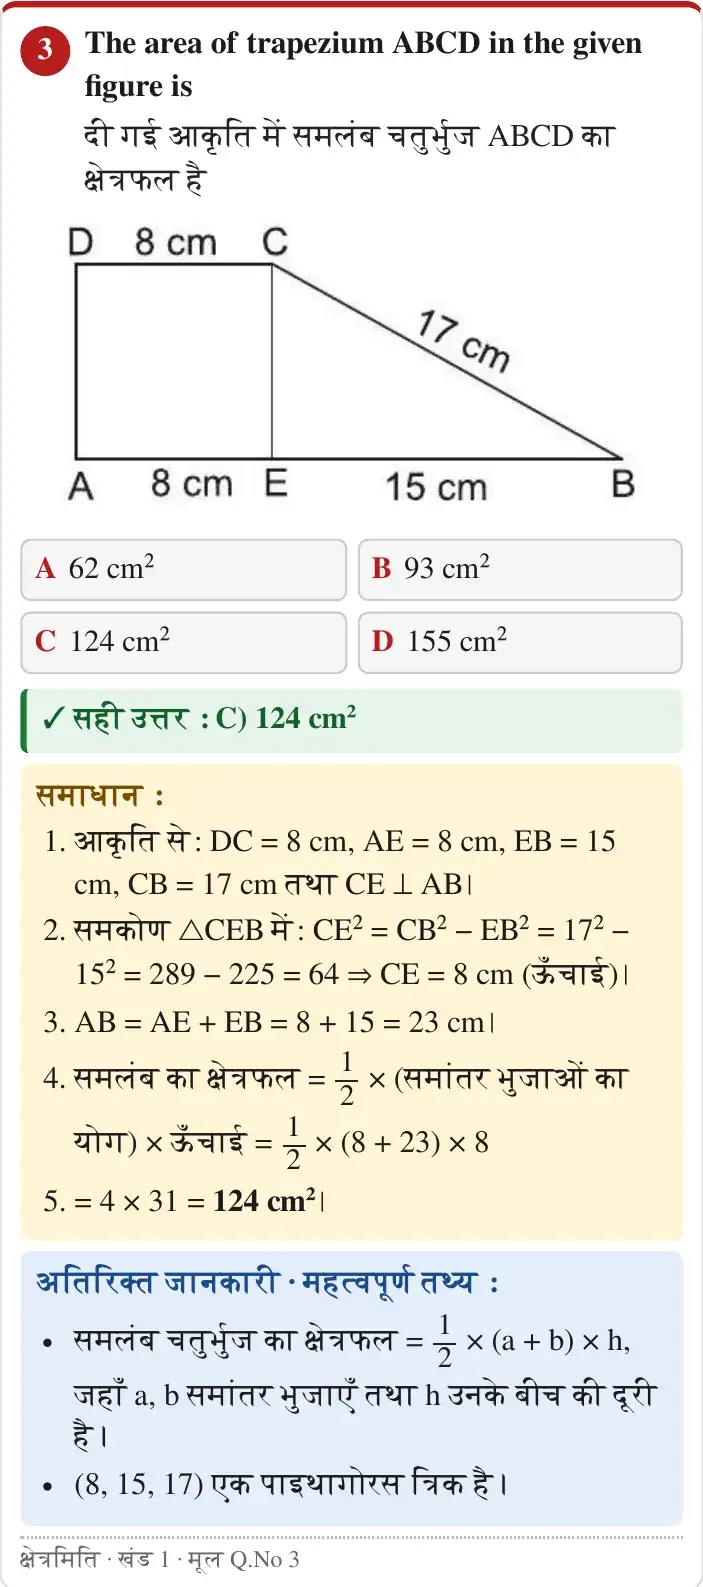 3 The area of trapezium ABCD in the given
figure is
दी गई आकृति में समलंब चतुर्भुज ABCD का
क्षेत्रफल है
D 8 cm C
17 cm
A 8 cm E 15 cm B
A 62 cm²
B 93 cm²
C 124 cm²
D 155 cm²
✓ सही उत्तर : C) 124 cm²
समाधान :
1. आकृति से : DC = 8 cm, AE = 8 cm, EB = 15
cm, CB = 17 cm तथा CE ⊥ AB।
2. समकोण △CEB में : CE² = CB² − EB² = 17² −
15² = 289 − 225 = 64 ⇒ CE = 8 cm (ऊँचाई)।
3. AB = AE + EB = 8 + 15 = 23 cm।
4. समलंब का क्षेत्रफल = 1/2 × (समांतर भुजाओं का
योग) × ऊँचाई = 1/2 × (8 + 23) × 8
5. = 4 × 31 = 124 cm²।
अतिरिक्त जानकारी · महत्वपूर्ण तथ्य :
• समलंब चतुर्भुज का क्षेत्रफल = 1/2 × (a + b) × h,
जहाँ a, b समांतर भुजाएँ तथा h उनके बीच की दूरी
है।
• (8, 15, 17) एक पाइथागोरस त्रिक है।
क्षेत्रमिति · खंड 1 · मूल Q.No 3